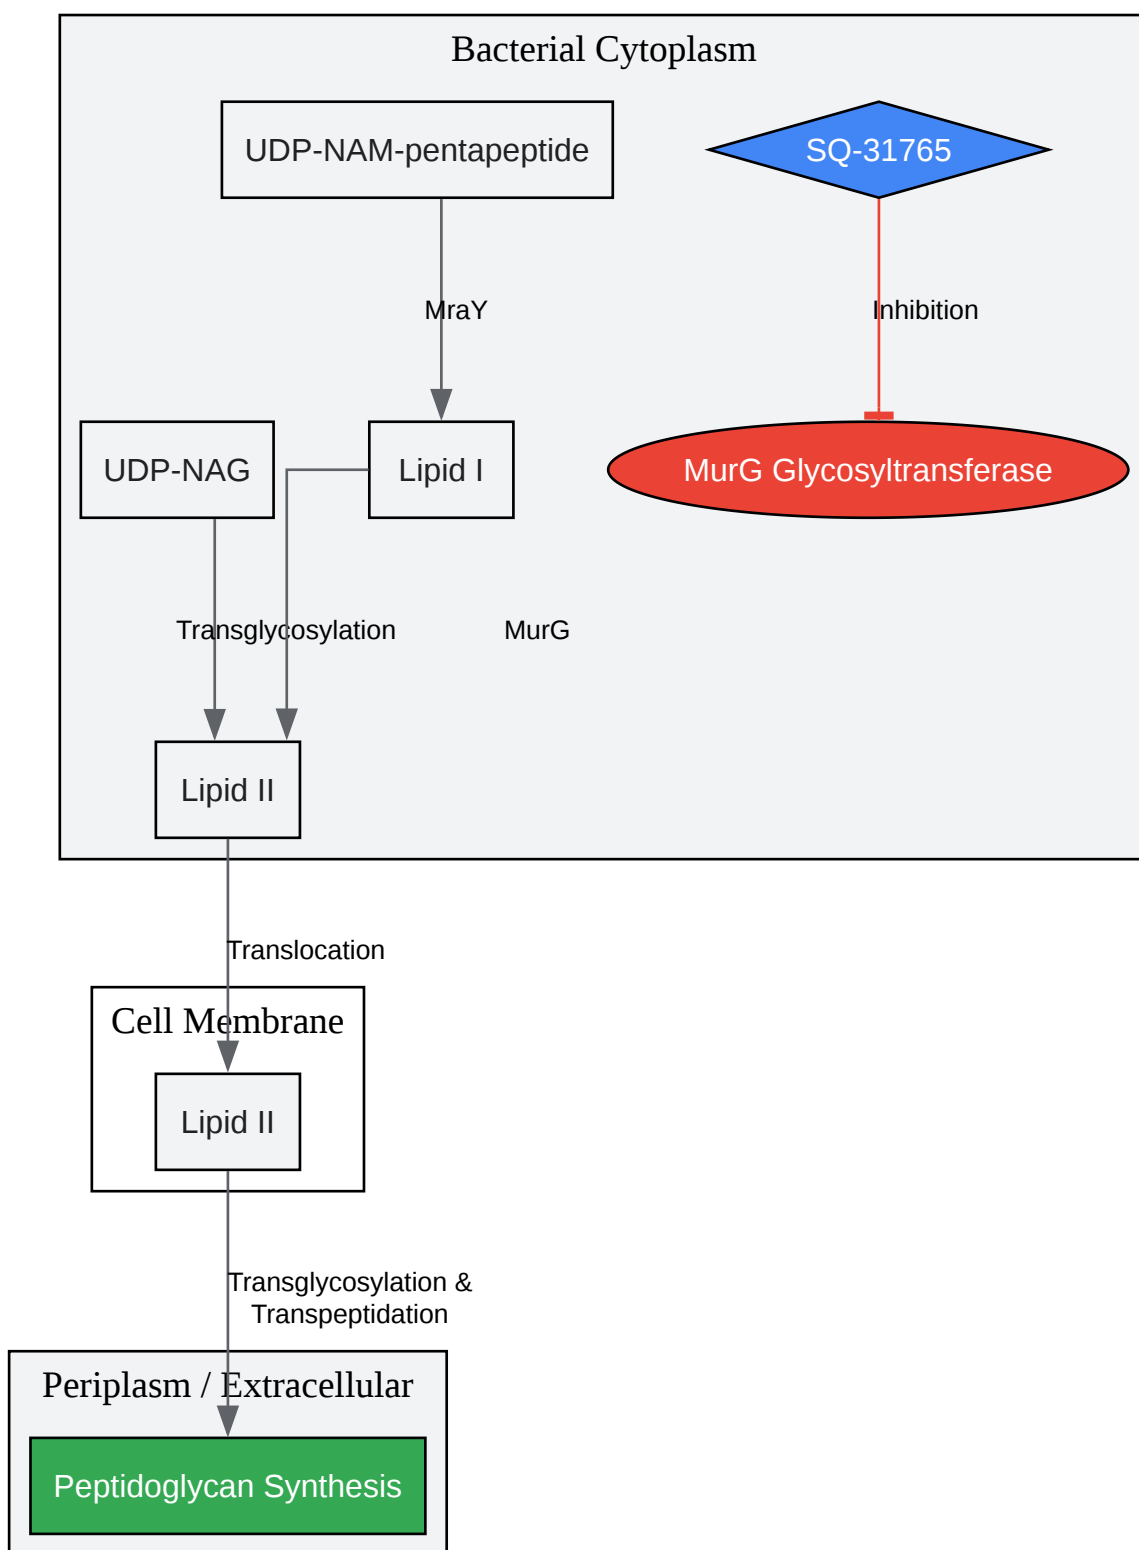 Bacterial Cytoplasm
UDP-NAM-pentapeptide
SQ-31765
MraY
Inhibition
UDP-NAG
Lipid I
MurG Glycosyltransferase
Transglycosylation
MurG
Lipid II
Translocation
Cell Membrane
Lipid II
Transglycosylation &
Transpeptidation
Periplasm / Extracellular
Peptidoglycan Synthesis